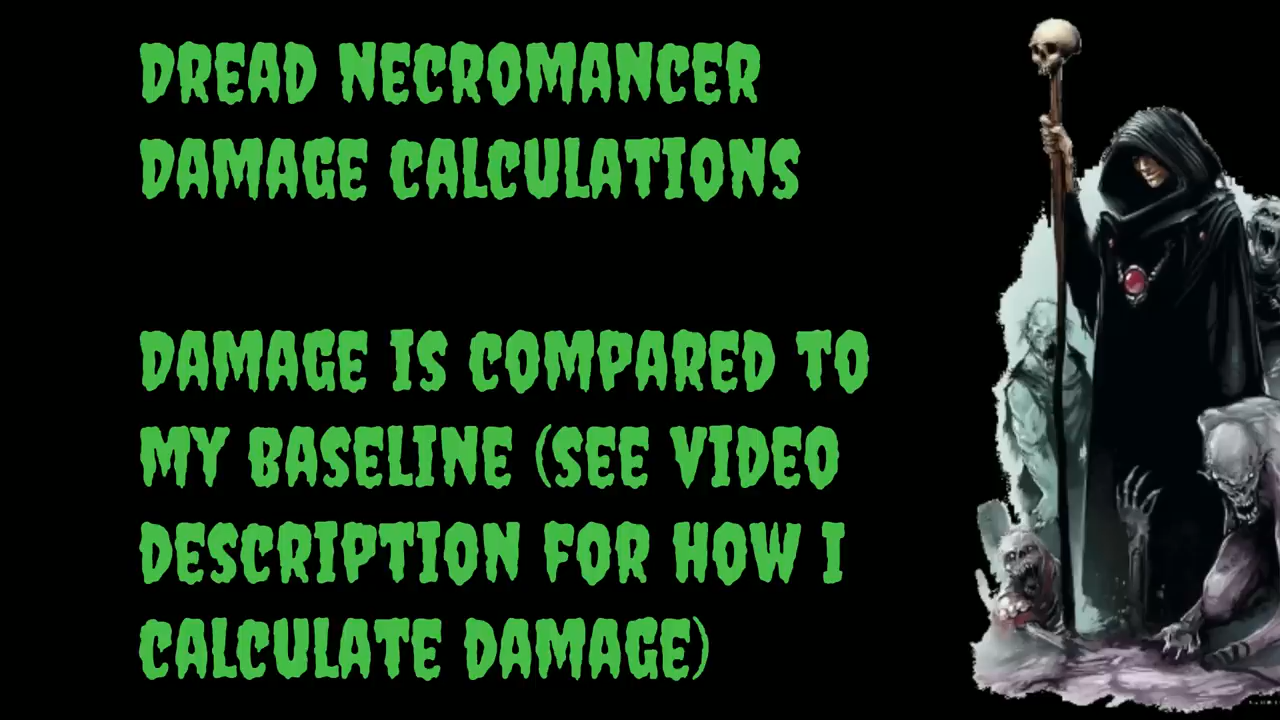 DREAD NECROMANCER
DAMAGE CALCULATIONS
DAMAGE IS COMPARED TO
MY BASELINE (SEE VIDEO
DESCRIPTION FOR HOW I
CALCULATE DAMAGE)